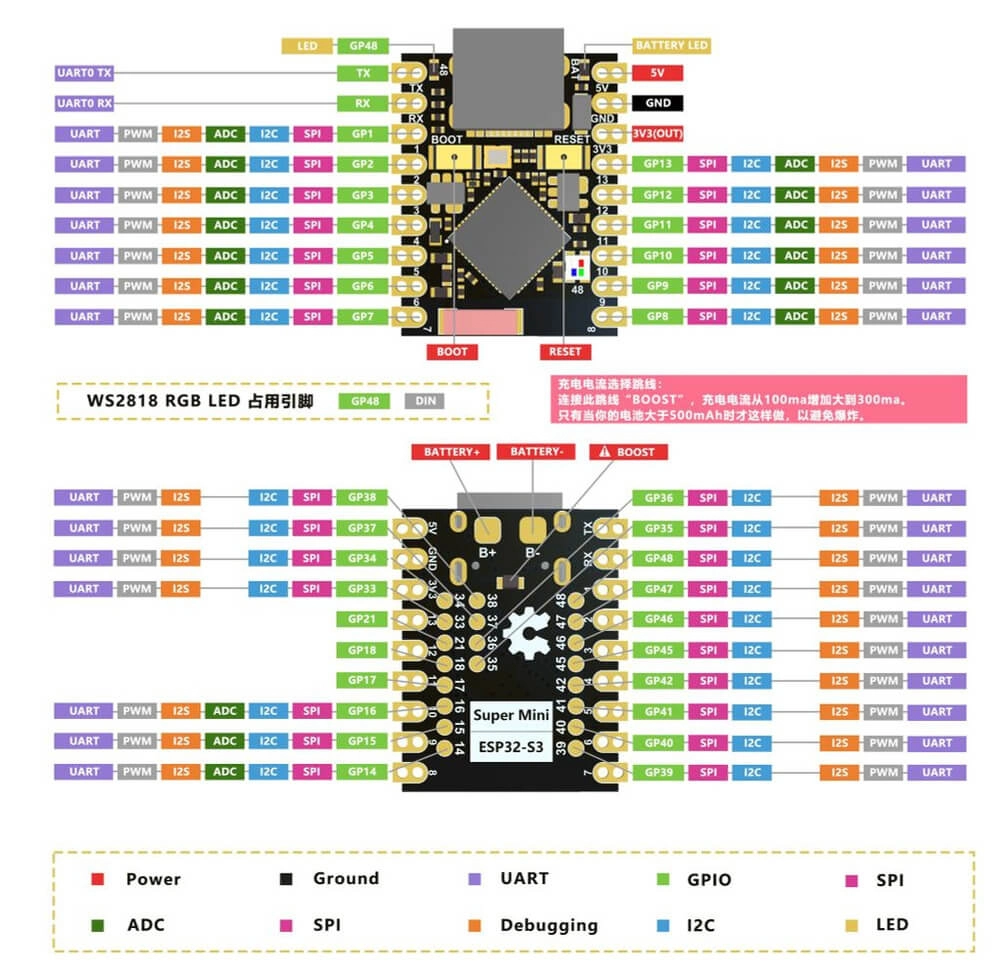 LED GP48 BATTERY LED
UART0 TX TX 5V
UART0 RX RX GND
UART PWM I2S ADC I2C SPI GP1 3V3(OUT)
UART PWM I2S ADC I2C SPI GP2 GP13 SPI I2C ADC I2S PWM UART
UART PWM I2S ADC I2C SPI GP3 GP12 SPI I2C ADC I2S PWM UART
UART PWM I2S ADC I2C SPI GP4 GP11 SPI I2C ADC I2S PWM UART
UART PWM I2S ADC I2C SPI GP5 GP10 SPI I2C ADC I2S PWM UART
UART PWM I2S ADC I2C SPI GP6 GP9 SPI I2C ADC I2S PWM UART
UART PWM I2S ADC I2C SPI GP7 GP8 SPI I2C ADC I2S PWM UART
48 BAT
TX 5V
RX GND
BOOT RESET
1 3V3
2 13
3 12
4 11
5 10
48
6 9
7 8
BOOT RESET
WS2818 RGB LED 占用引脚 GP48 DIN
充电电流选择跳线：
连接此跳线“BOOST”，充电电流从100ma增加大到300ma。
只有当你的电池大于500mAh时才这样做，以避免爆炸。
BATTERY+ BATTERY- BOOST
UART PWM I2S I2C SPI GP38 GP36 SPI I2C I2S PWM UART
UART PWM I2S I2C SPI GP37 GP35 SPI I2C I2S PWM UART
UART PWM I2S I2C SPI GP34 GP48 SPI I2C I2S PWM UART
UART PWM I2S I2C SPI GP33 GP47 SPI I2C I2S PWM UART
GP21 GP46 SPI I2C I2S PWM UART
GP18 GP45 SPI I2C I2S PWM UART
GP17 GP42 SPI I2C I2S PWM UART
UART PWM I2S ADC I2C SPI GP16 GP41 SPI I2C I2S PWM UART
UART PWM I2S ADC I2C SPI GP15 GP40 SPI I2C I2S PWM UART
UART PWM I2S ADC I2C SPI GP14 GP39 SPI I2C I2S PWM UART
5V TX
B+ B-
GND RX
3V3
34 38 48
33 37 47
21 36 46
18 35 45
17 42
16 41
15 40
14 39
13 12 11 10 9 8
2 3 5 6 7
Super Mini
ESP32-S3
Power Ground UART GPIO SPI
ADC SPI Debugging I2C LED